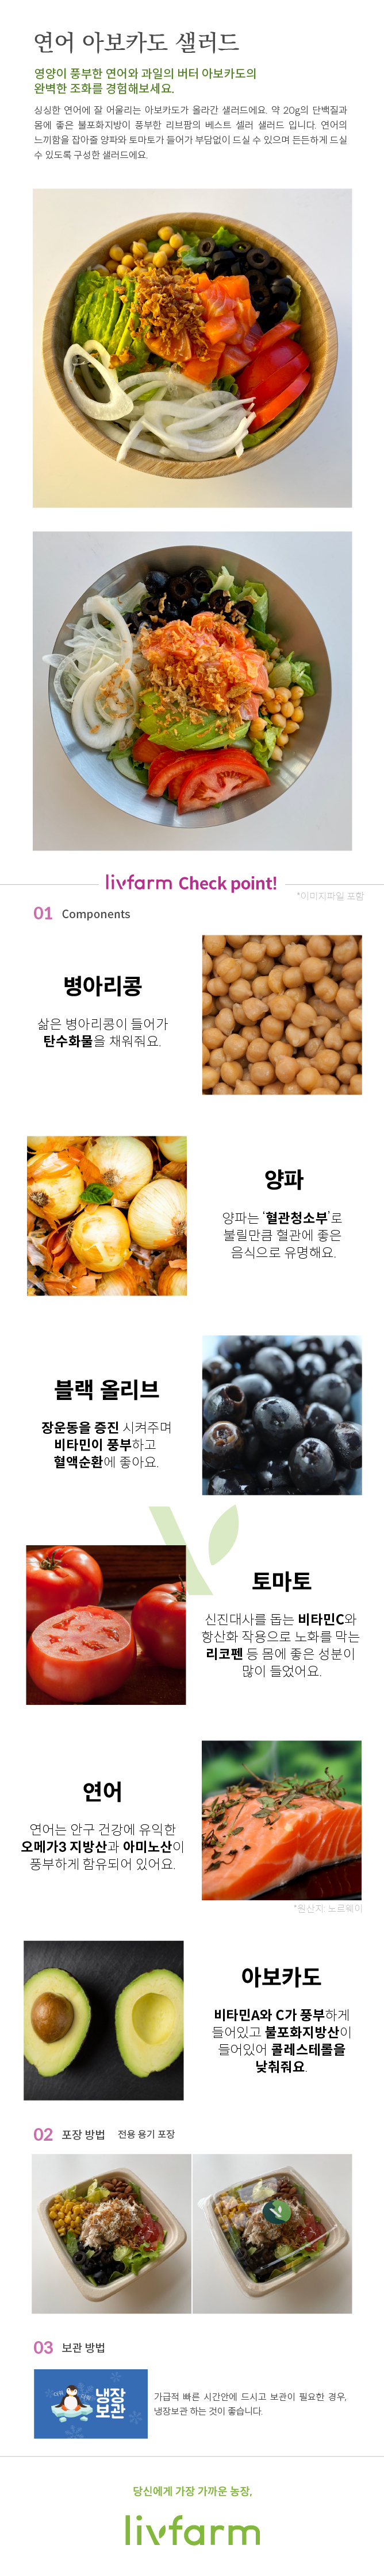 연어 아보카도 샐러드
영양이 풍부한 연어와 과일의 버터 아보카도의
완벽한 조화를 경험해보세요.
싱싱한 연어에 잘 어울리는 아보카도가 올라간 샐러드에요. 약 20g의 단백질과
몸에 좋은 불포화지방이 풍부한 리브팜의 베스트 셀러 샐러드 입니다. 연어의
느끼함을 잡아줄 양파와 토마토가 들어가 부담없이 드실 수 있으며 든든하게 드실
수 있도록 구성한 샐러드에요.
livfarm Check point!
*이미지파일 포함
01 Components
병아리콩
삶은 병아리콩이 들어가
탄수화물을 채워줘요.
양파
양파는 '혈관청소부'로
불릴만큼 혈관에 좋은
음식으로 유명해요.
블랙 올리브
장운동을 증진 시켜주며
비타민이 풍부하고
혈액순환에 좋아요.
토마토
신진대사를 돕는 비타민C와
항산화 작용으로 노화를 막는
리코펜 등 몸에 좋은 성분이
많이 들었어요.
연어
연어는 안구 건강에 유익한
오메가3 지방산과 아미노산이
풍부하게 함유되어 있어요.
*원산지: 노르웨이
아보카도
비타민A와 C가 풍부하게
들어있고 불포화지방산이
들어있어 콜레스테롤을
낮춰줘요.
02 포장 방법 전용 용기 포장
03 보관 방법
냉장
보관
가급적 빠른 시간안에 드시고 보관이 필요한 경우,
냉장보관 하는 것이 좋습니다.
당신에게 가장 가까운 농장,
livfarm